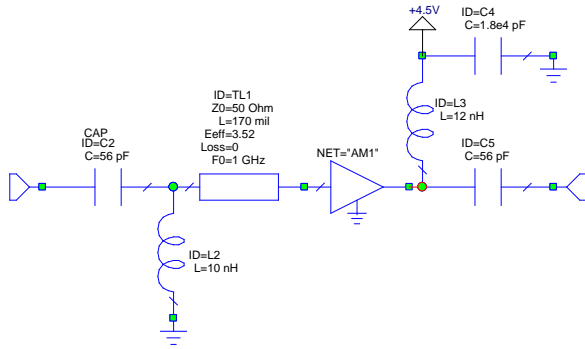 +4.5V
ID=C4
C=1.8e4 pF
ID=TL1
Z0=50 Ohm
L=170 mil
Eeff=3.52
Loss=0
F0=1 GHz
ID=L3
L=12 nH
CAP
ID=C2
C=56 pF
NET="AM1"
ID=C5
C=56 pF
ID=L2
L=10 nH